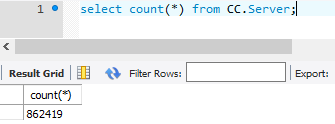 1 select count(*) from CC.Server;
Result Grid Filter Rows: Export:
count(*)
862419